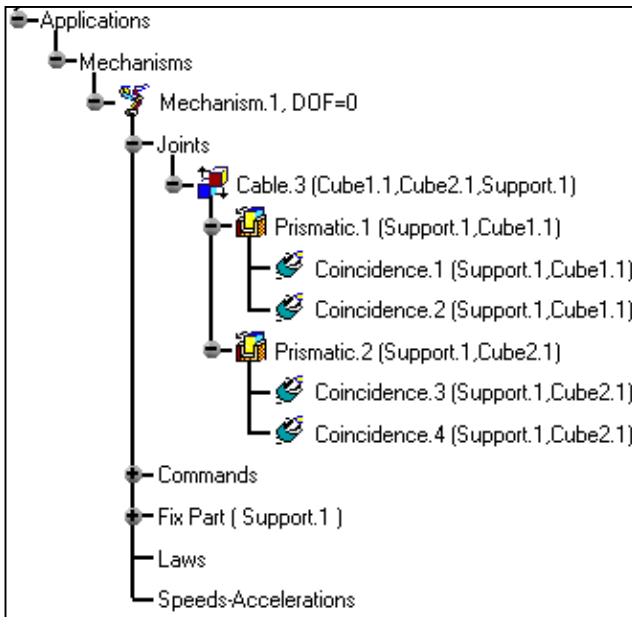 Applications
Mechanisms
Mechanism.1, DOF=0
Joints
Cable.3 (Cube1.1,Cube2.1,Support.1)
Prismatic.1 (Support.1,Cube1.1)
Coincidence.1 (Support.1,Cube1.1)
Coincidence.2 (Support.1,Cube1.1)
Prismatic.2 (Support.1,Cube2.1)
Coincidence.3 (Support.1,Cube2.1)
Coincidence.4 (Support.1,Cube2.1)
Commands
Fix Part ( Support.1 )
Laws
Speeds-Accelerations